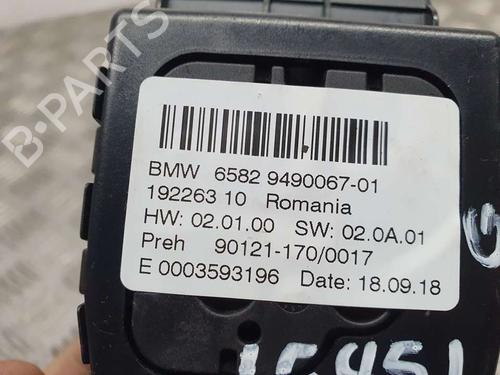 B-PARTS
BMW 6582 9490067-01
192263 10 Romania
HW: 02.01.00 SW: 02.0A.01
Preh 90121-170/0017
E 0003593196 Date: 18.09.18